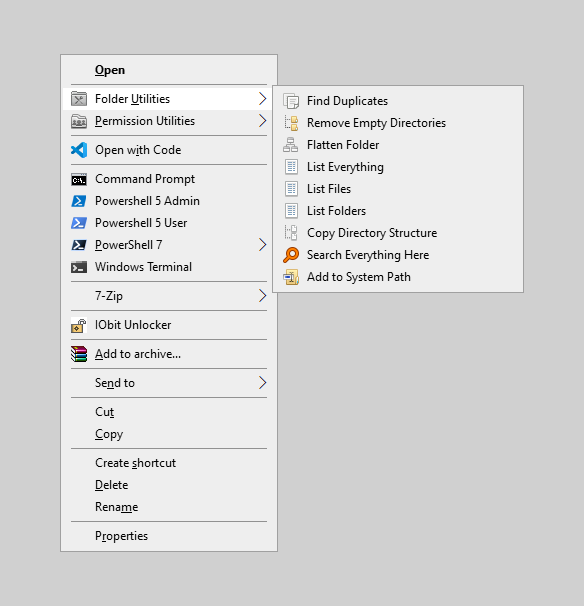 Open
Folder Utilities
Permission Utilities
Open with Code
Command Prompt
Powershell 5 Admin
Powershell 5 User
PowerShell 7
Windows Terminal
7-Zip
IObit Unlocker
Add to archive...
Send to
Cut
Copy
Create shortcut
Delete
Rename
Properties
Find Duplicates
Remove Empty Directories
Flatten Folder
List Everything
List Files
List Folders
Copy Directory Structure
Search Everything Here
Add to System Path